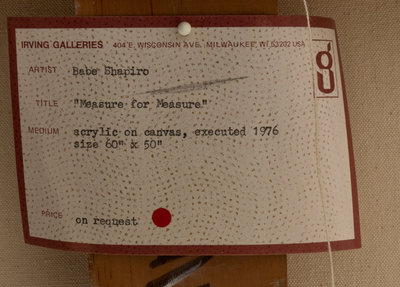 IRVING GALLERIES 404 E. WISCONSIN AVE. MILWAUKEE, WI 53202 USA
g
ARTIST Babe Shapiro
TITLE "Measure for Measure"
MEDIUM acrylic on canvas, executed 1976
size 60" x 50"
PRICE on request